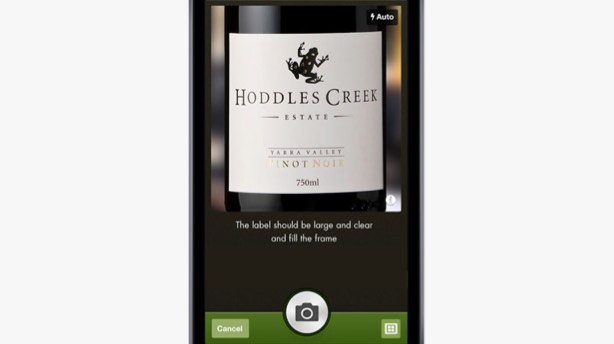 Auto
HODDLES CREEK
ESTATE
YARRA VALLEY
PINOT NOIR
750ml
The label should be large and clear
and fill the frame
Cancel